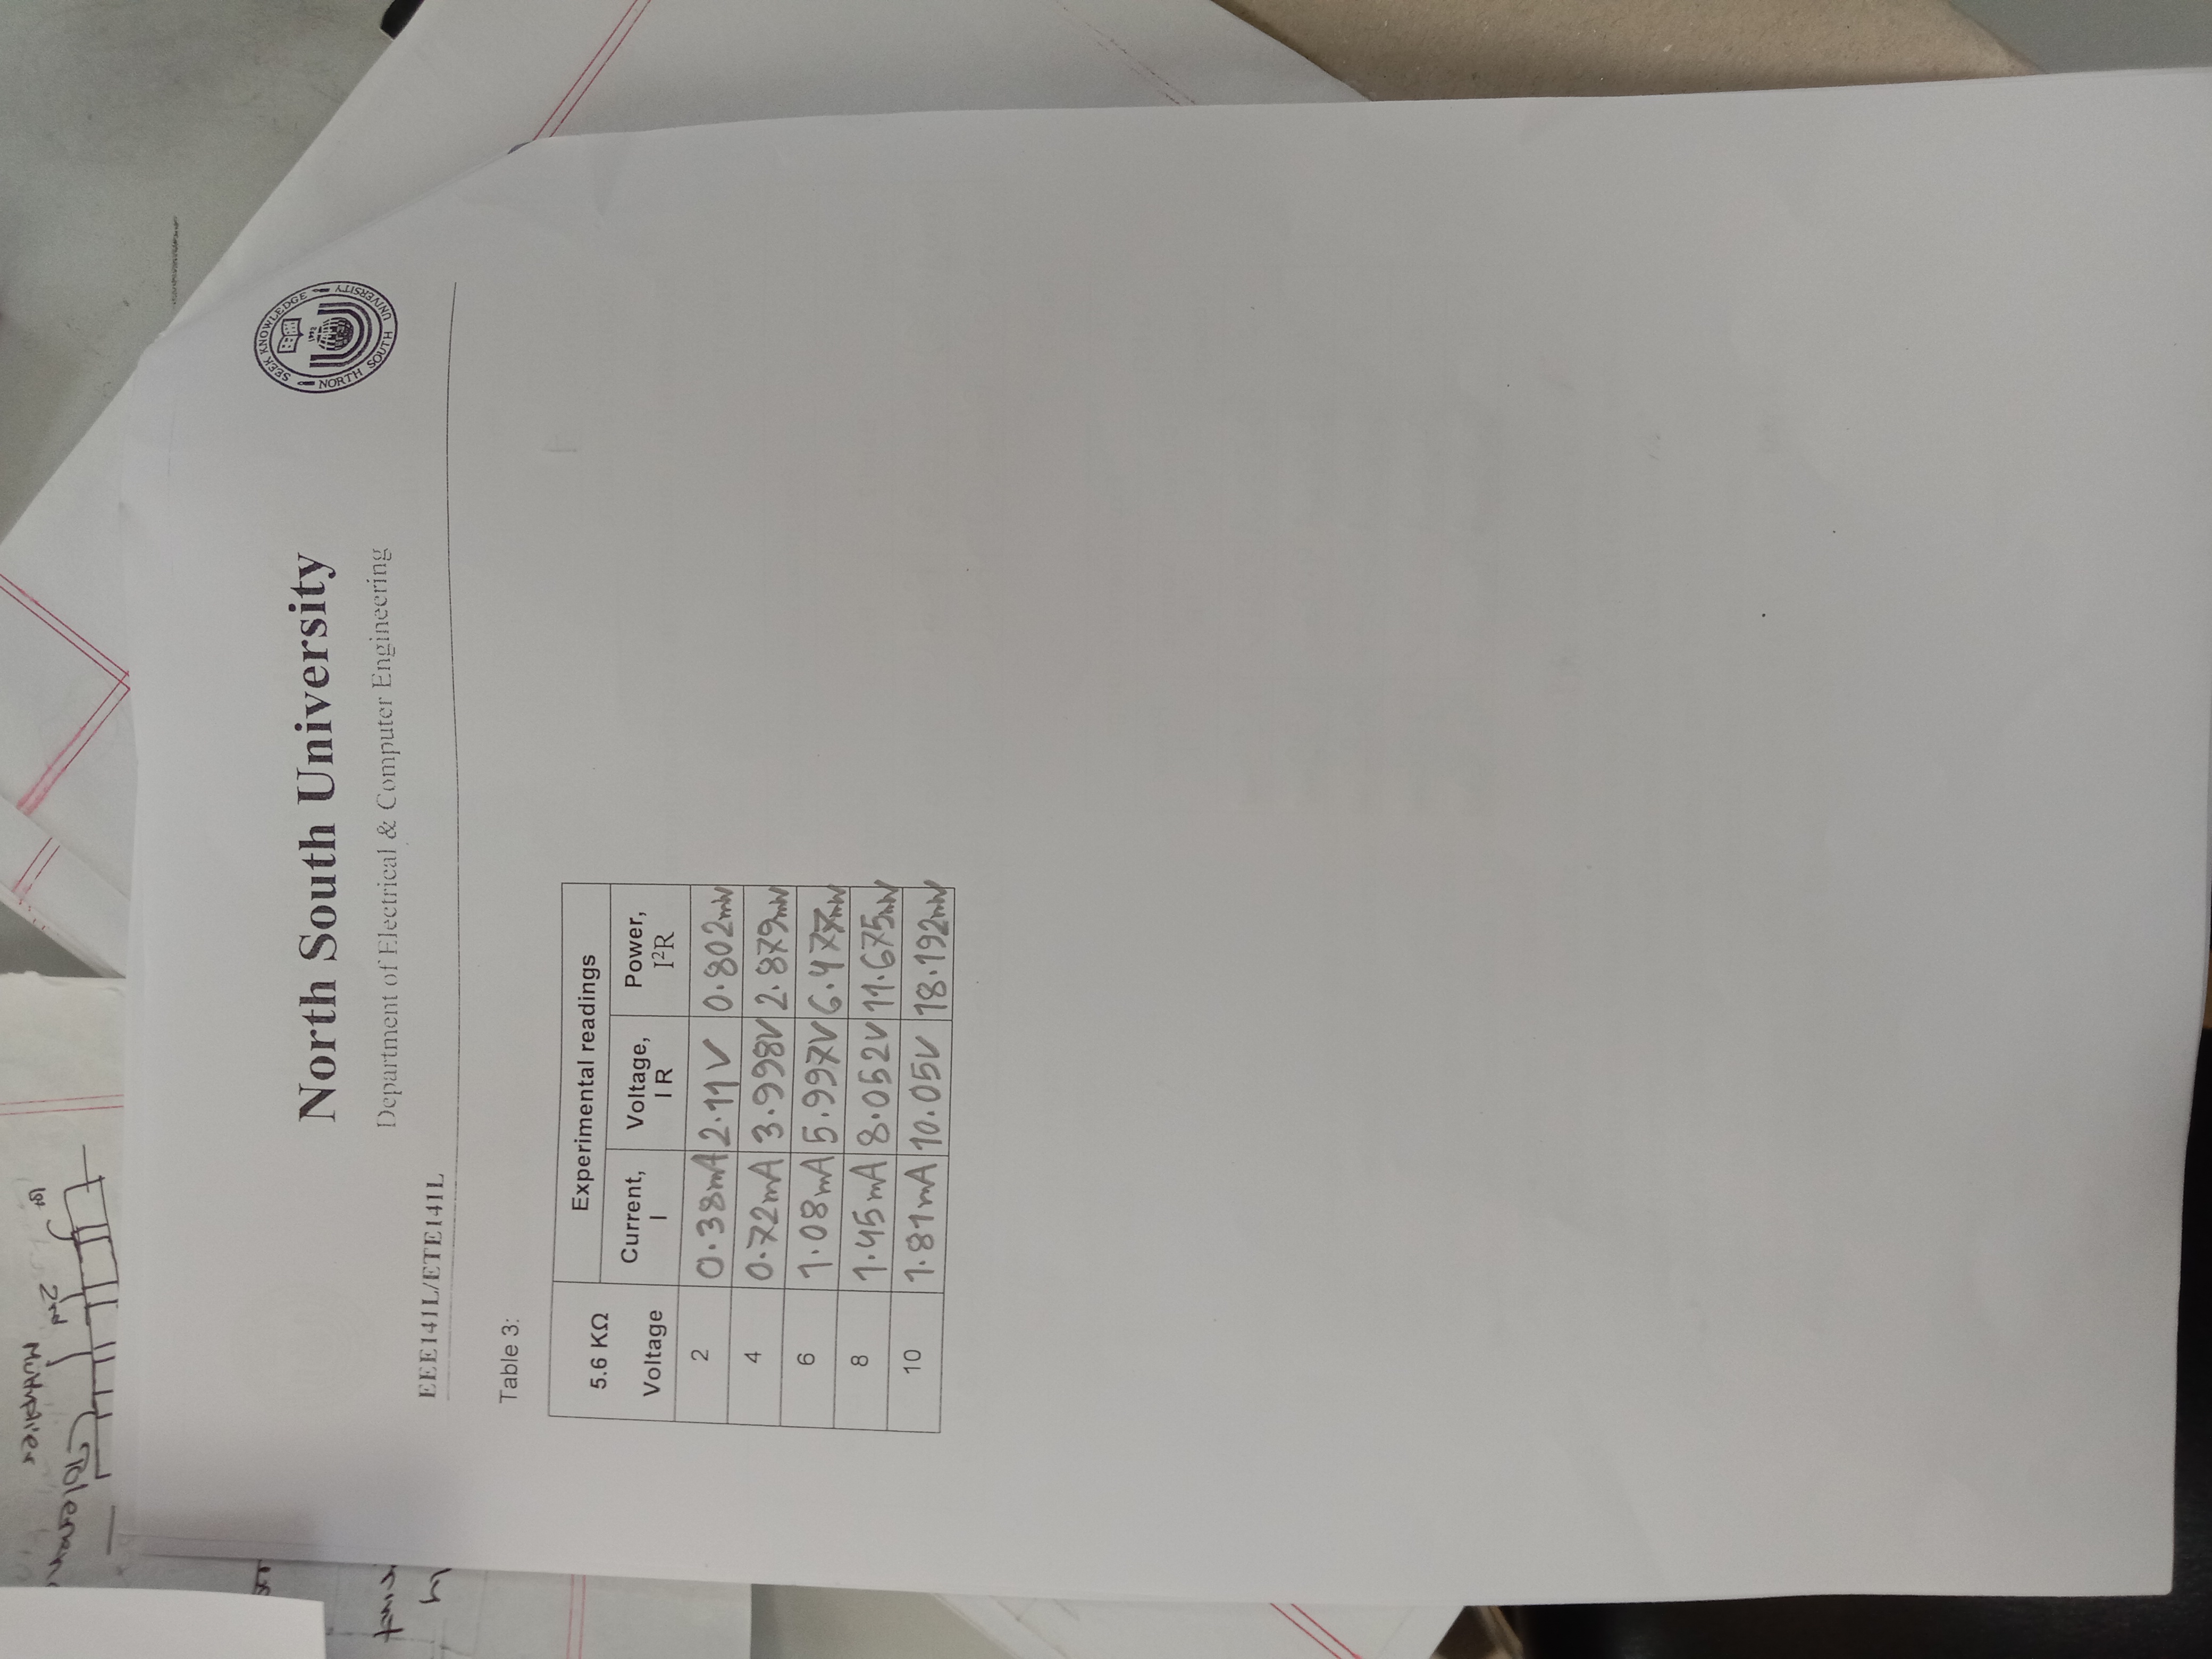 North South University
Department of Electrical & Computer Engineering
SEEK KNOWLEDGE
NORTH SOUTH UNIVERSITY
1992
EEE141L/ETE141L
Table 3:
5.6 KΩ Experimental readings
Voltage Current, I Voltage, I R Power, I²R
2 0.38mA 2.11V 0.802mW
4 0.72mA 3.998V 2.879mW
6 1.08mA 5.997V 6.477mW
8 1.45mA 8.052V 11.675mW
10 1.81mA 10.05V 18.192mW
1st
2nd
Multiplier